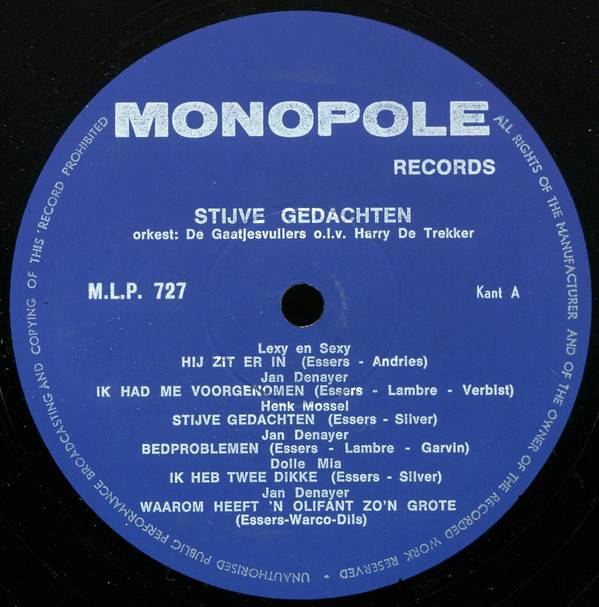 MONOPOLE
RECORDS
STIJVE GEDACHTEN
orkest: De Gaatjesvullers o.l.v. Harry De Trekker
M.L.P. 727
Kant A
Lexy en Sexy
HIJ ZIT ER IN (Essers - Andries)
Jan Denayer
IK HAD ME VOORGENOMEN (Essers - Lambre - Verbist)
Henk Mossel
STIJVE GEDACHTEN (Essers - Silver)
Jan Denayer
BEDPROBLEMEN (Essers - Lambre - Garvin)
Dolle Mia
IK HEB TWEE DIKKE (Essers - Silver)
Jan Denayer
WAAROM HEEFT 'N OLIFANT ZO'N GROTE
(Essers-Warco-Dils)
ALL RIGHTS OF THE MANUFACTURER AND OF THE OWNER OF THE RECORDED WORK RESERVED - UNAUTHORISED PUBLIC PERFORMANCE BROADCASTING AND COPYING OF THIS RECORD PROHIBITED